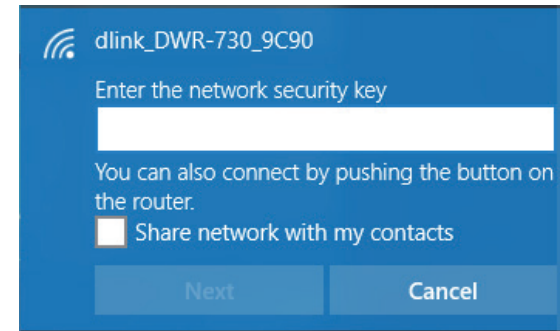 dlink_DWR-730_9C90
Enter the network security key
You can also connect by pushing the button on
the router.
Share network with my contacts
Next
Cancel